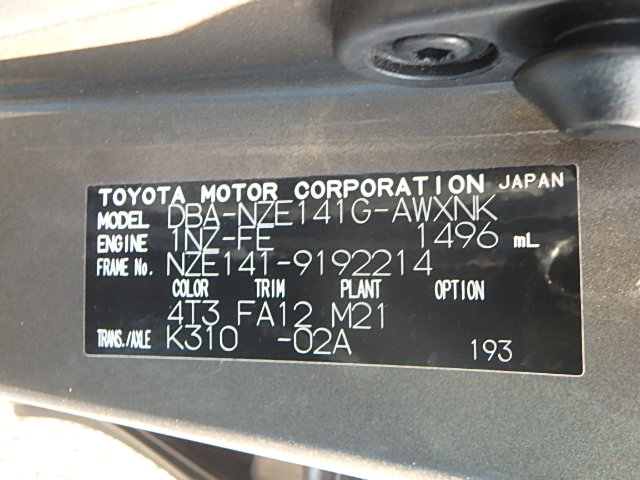 TOYOTA MOTOR CORPORATION JAPAN
MODEL DBA-NZE141G-AWXNK
ENGINE 1NZ-FE 1496 mL
FRAME No. NZE141-9192214
COLOR TRIM PLANT OPTION
4T3 FA12 M21
TRANS./AXLE K310 -02A 193